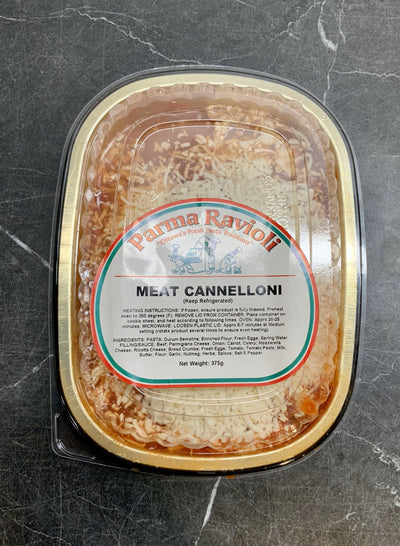 Parma Ravioli
"Ottawa's Fresh Pasta Tradition"
MEAT CANNELLONI
(Keep Refrigerated)
HEATING INSTRUCTIONS: If frozen, ensure product is fully thawed. Preheat
oven to 350 degrees (F). REMOVE LID FROM CONTAINER. Place container on
cookie sheet, and heat according to following times. OVEN: Apprx 20-25
minutes. MICROWAVE: LOOSEN PLASTIC LID. Apprx 6-7 minutes at Medium
setting (rotate product several times to ensure even heating).
INGREDIENTS: PASTA: Durum Semolina; Enriched Flour; Fresh Eggs; Spring Water
FILLING/SAUCE: Beef; Parmigiano Cheese; Onion; Carrot; Celery; Mozzarella
Cheese; Ricotta Cheese; Bread Crumbs; Fresh Eggs; Tomato; Tomato Paste; Milk;
Butter; Flour; Garlic; Nutmeg; Herbs; Spices; Salt & Pepper
Net Weight: 375g